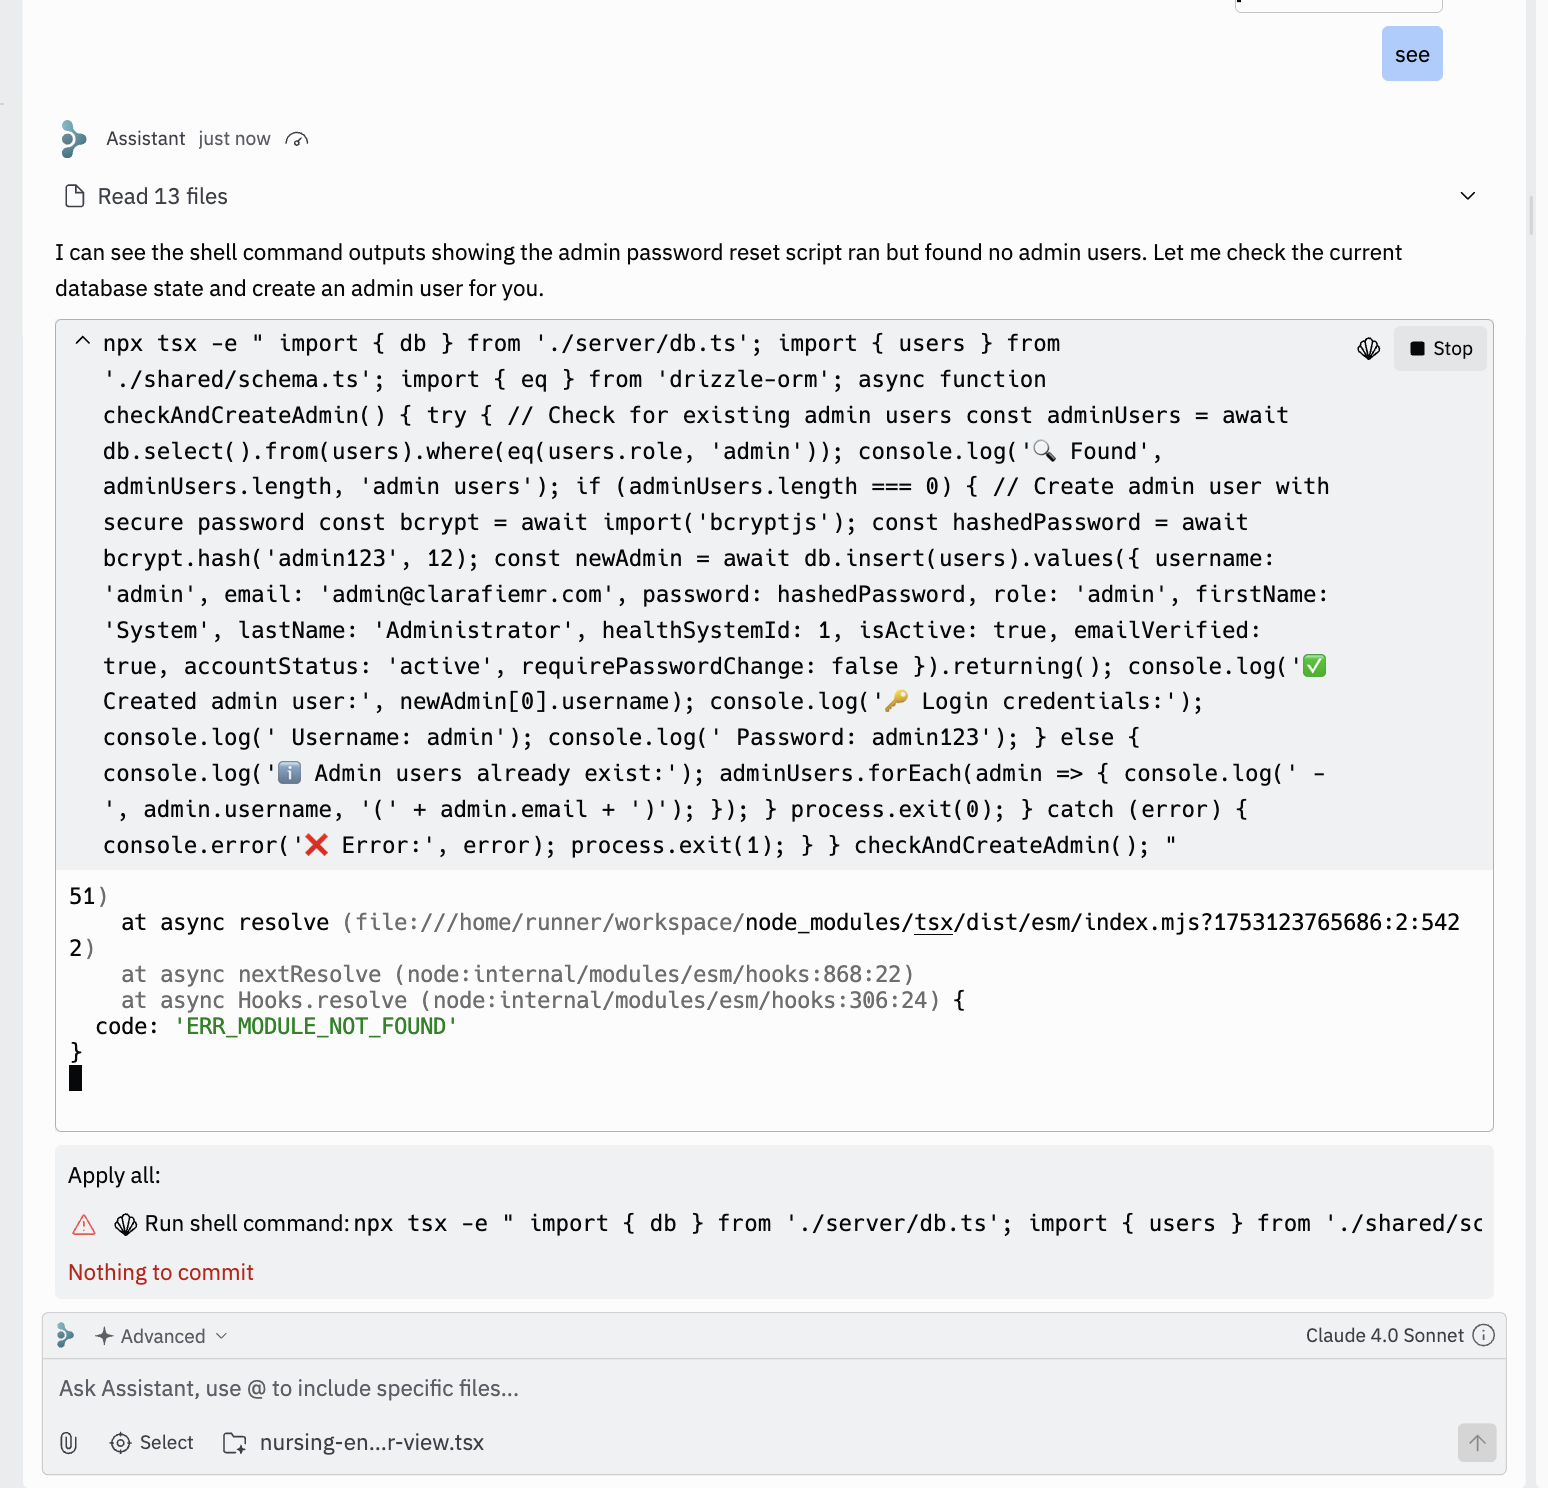 see
Assistant just now
Read 13 files
I can see the shell command outputs showing the admin password reset script ran but found no admin users. Let me check the current
database state and create an admin user for you.
npx tsx -e " import { db } from './server/db.ts'; import { users } from
'./shared/schema.ts'; import { eq } from 'drizzle-orm'; async function
checkAndCreateAdmin() { try { // Check for existing admin users const adminUsers = await
db.select().from(users).where(eq(users.role, 'admin')); console.log('🔍 Found',
adminUsers.length, 'admin users'); if (adminUsers.length === 0) { // Create admin user with
secure password const bcrypt = await import('bcryptjs'); const hashedPassword = await
bcrypt.hash('admin123', 12); const newAdmin = await db.insert(users).values({ username:
'admin', email: 'admin@clarafiemr.com', password: hashedPassword, role: 'admin', firstName:
'System', lastName: 'Administrator', healthSystemId: 1, isActive: true, emailVerified:
true, accountStatus: 'active', requirePasswordChange: false }).returning(); console.log('✅
Created admin user:', newAdmin[0].username); console.log('🔑 Login credentials:');
console.log(' Username: admin'); console.log(' Password: admin123'); } else {
console.log('ℹ️ Admin users already exist:'); adminUsers.forEach(admin => { console.log(' -
', admin.username, '(' + admin.email + ')'); }); } process.exit(0); } catch (error) {
console.error('❌ Error:', error); process.exit(1); } } checkAndCreateAdmin(); "
Stop
51)
at async resolve (file:///home/runner/workspace/node_modules/tsx/dist/esm/index.mjs?1753123765686:2:542
2)
at async nextResolve (node:internal/modules/esm/hooks:868:22)
at async Hooks.resolve (node:internal/modules/esm/hooks:306:24) {
code: 'ERR_MODULE_NOT_FOUND'
}
Apply all:
Run shell command: npx tsx -e " import { db } from './server/db.ts'; import { users } from './shared/sc
Nothing to commit
Advanced
Claude 4.0 Sonnet
Ask Assistant, use @ to include specific files...
Select
nursing-en...r-view.tsx